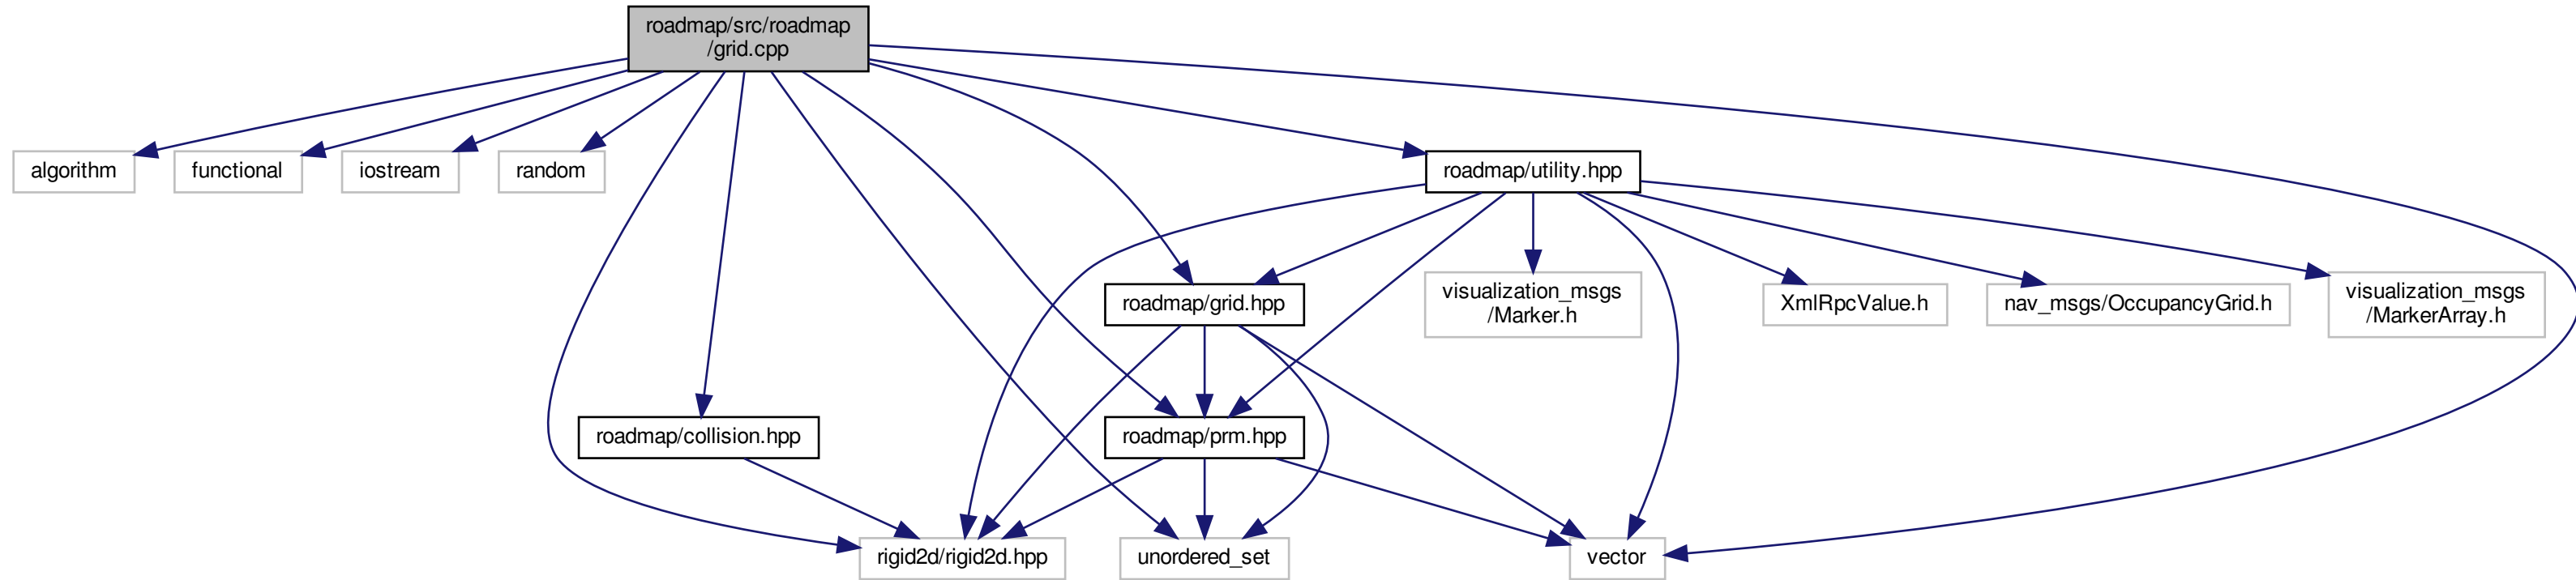 roadmap/src/roadmap
/grid.cpp
algorithm
functional
iostream
random
roadmap/utility.hpp
roadmap/grid.hpp
visualization_msgs
/Marker.h
XmlRpcValue.h
nav_msgs/OccupancyGrid.h
visualization_msgs
/MarkerArray.h
roadmap/collision.hpp
roadmap/prm.hpp
rigid2d/rigid2d.hpp
unordered_set
vector